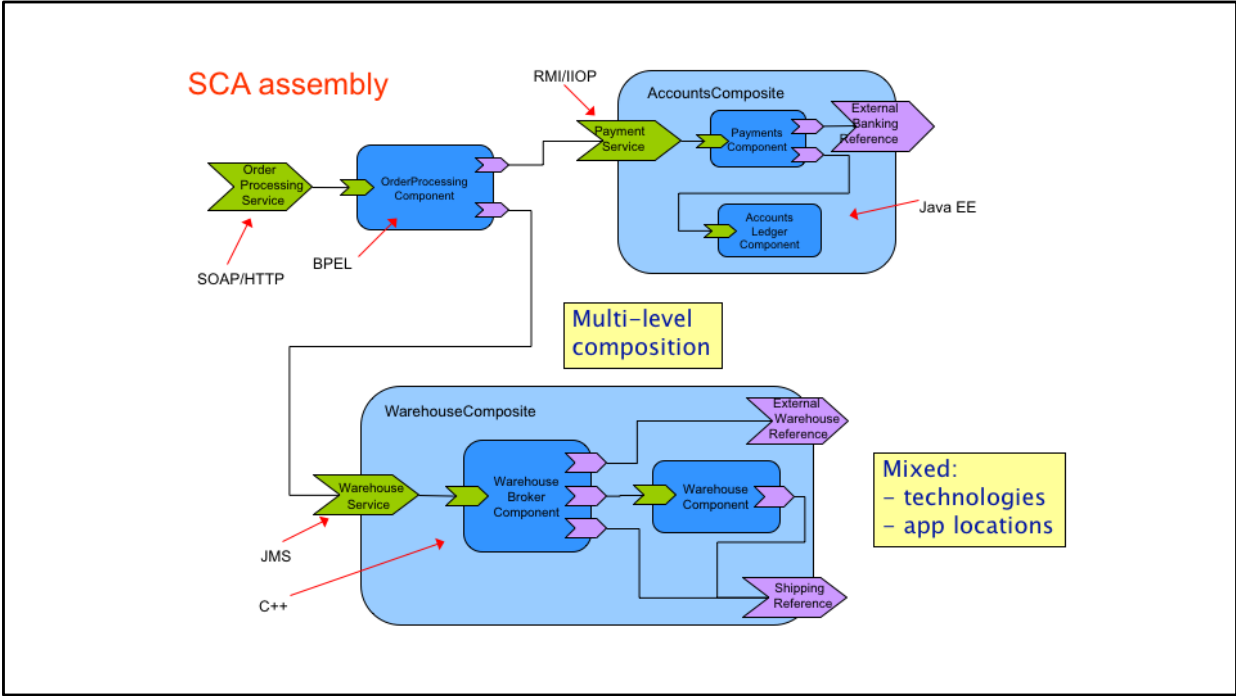 SCA assembly
RMI/IIOP
AccountsComposite
External
Banking
Reference
Payment
Service
Payments
Component
Order
Processing
Service
OrderProcessing
Component
Java EE
Accounts
Ledger
Component
BPEL
SOAP/HTTP
Multi-level
composition
WarehouseComposite
External
Warehouse
Reference
Warehouse
Service
Warehouse
Broker
Component
Warehouse
Component
Mixed:
- technologies
- app locations
JMS
C++
Shipping
Reference